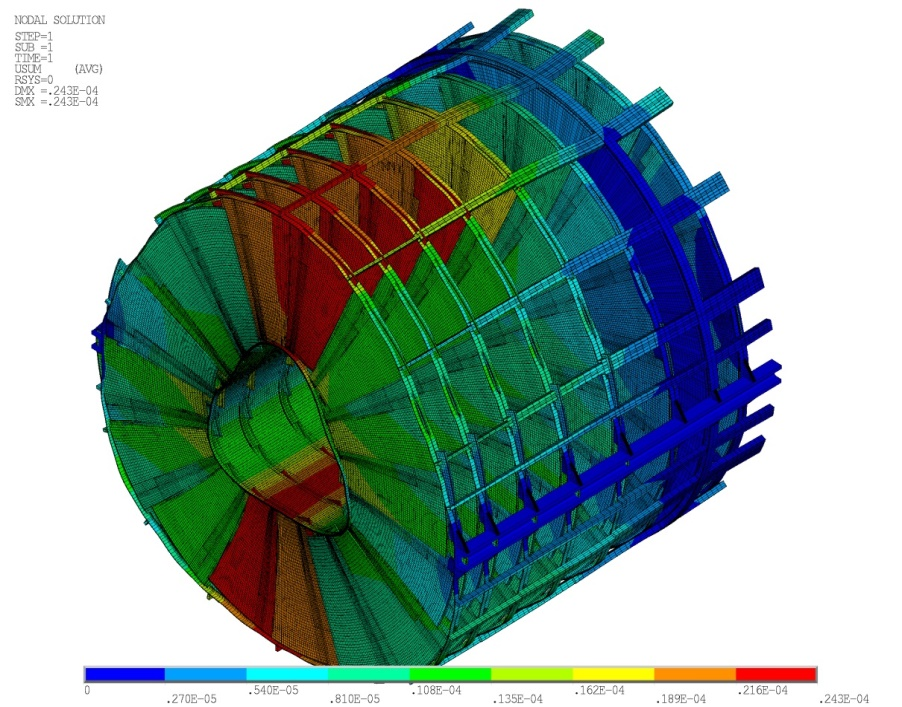 NODAL SOLUTION
STEP=1
SUB =1
TIME=1
USUM (AVG)
RSYS=0
DMX =.243E-04
SMX =.243E-04
0 .270E-05 .540E-05 .810E-05 .108E-04 .135E-04 .162E-04 .189E-04 .216E-04 .243E-04